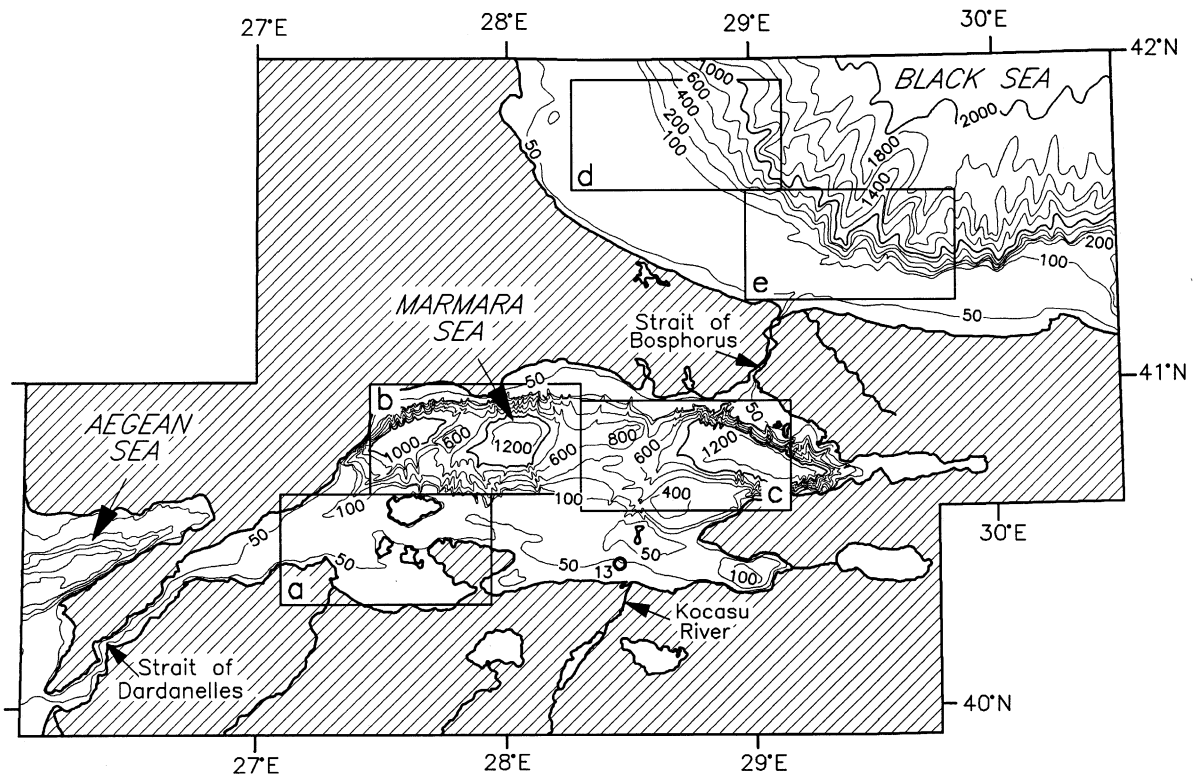 27°E
28°E
29°E
30°E
42°N
BLACK SEA
1000
600
400
200
100
50
2000
1800
1400
d
200
100
e
50
MARMARA
SEA
Strait of
Bosphorus
41°N
50
b
50
AEGEAN
SEA
1000
600
1200
600
800
600
1200
400
c
100
100
50
50
a
50
50
13
100
30°E
Kocasu
River
Strait of
Dardanelles
40°N
27°E
28°E
29°E